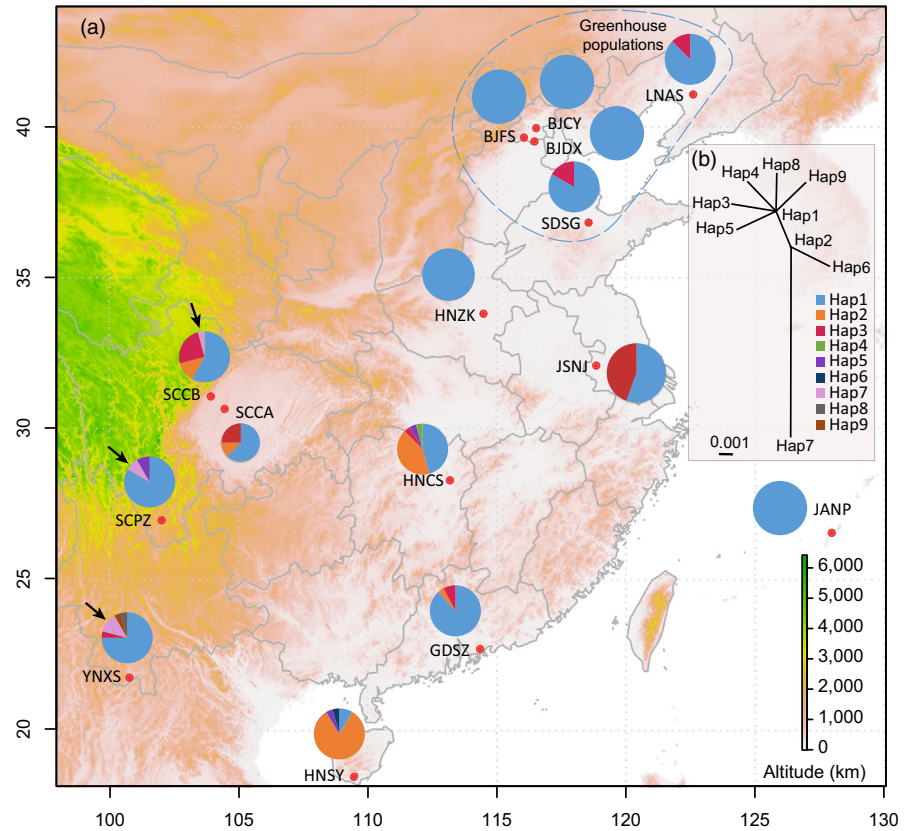 (a)
Greenhouse
populations
LNAS
BJCY
BJFS
BJDX
SDSG
HNZK
JSNJ
SCCB
SCCA
HNCS
SCPZ
JANP
GDSZ
YNXS
HNSY
(b)
Hap8
Hap4
Hap9
Hap3
Hap1
Hap5
Hap2
Hap6
Hap1
Hap2
Hap3
Hap4
Hap5
Hap6
Hap7
Hap8
Hap9
0.001
Hap7
6,000
5,000
4,000
3,000
2,000
1,000
0
Altitude (km)
40
35
30
25
20
100 105 110 115 120 125 130